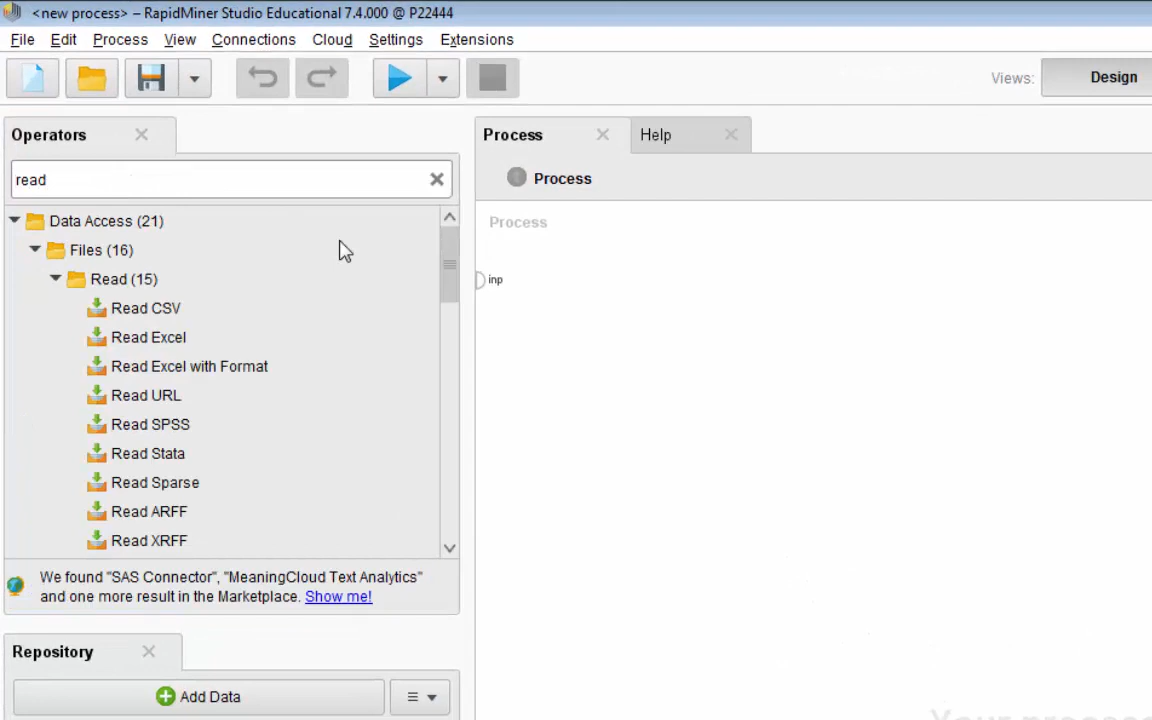 <new process> – RapidMiner Studio Educational 7.4.000 @ P22444
File Edit Process View Connections Cloud Settings Extensions
Views: Design
Operators
Process
Help
read
Process
Data Access (21)
Process
Files (16)
Read (15)
inp
Read CSV
Read Excel
Read Excel with Format
Read URL
Read SPSS
Read Stata
Read Sparse
Read ARFF
Read XRFF
We found "SAS Connector", "MeaningCloud Text Analytics"
and one more result in the Marketplace. Show me!
Repository
Add Data